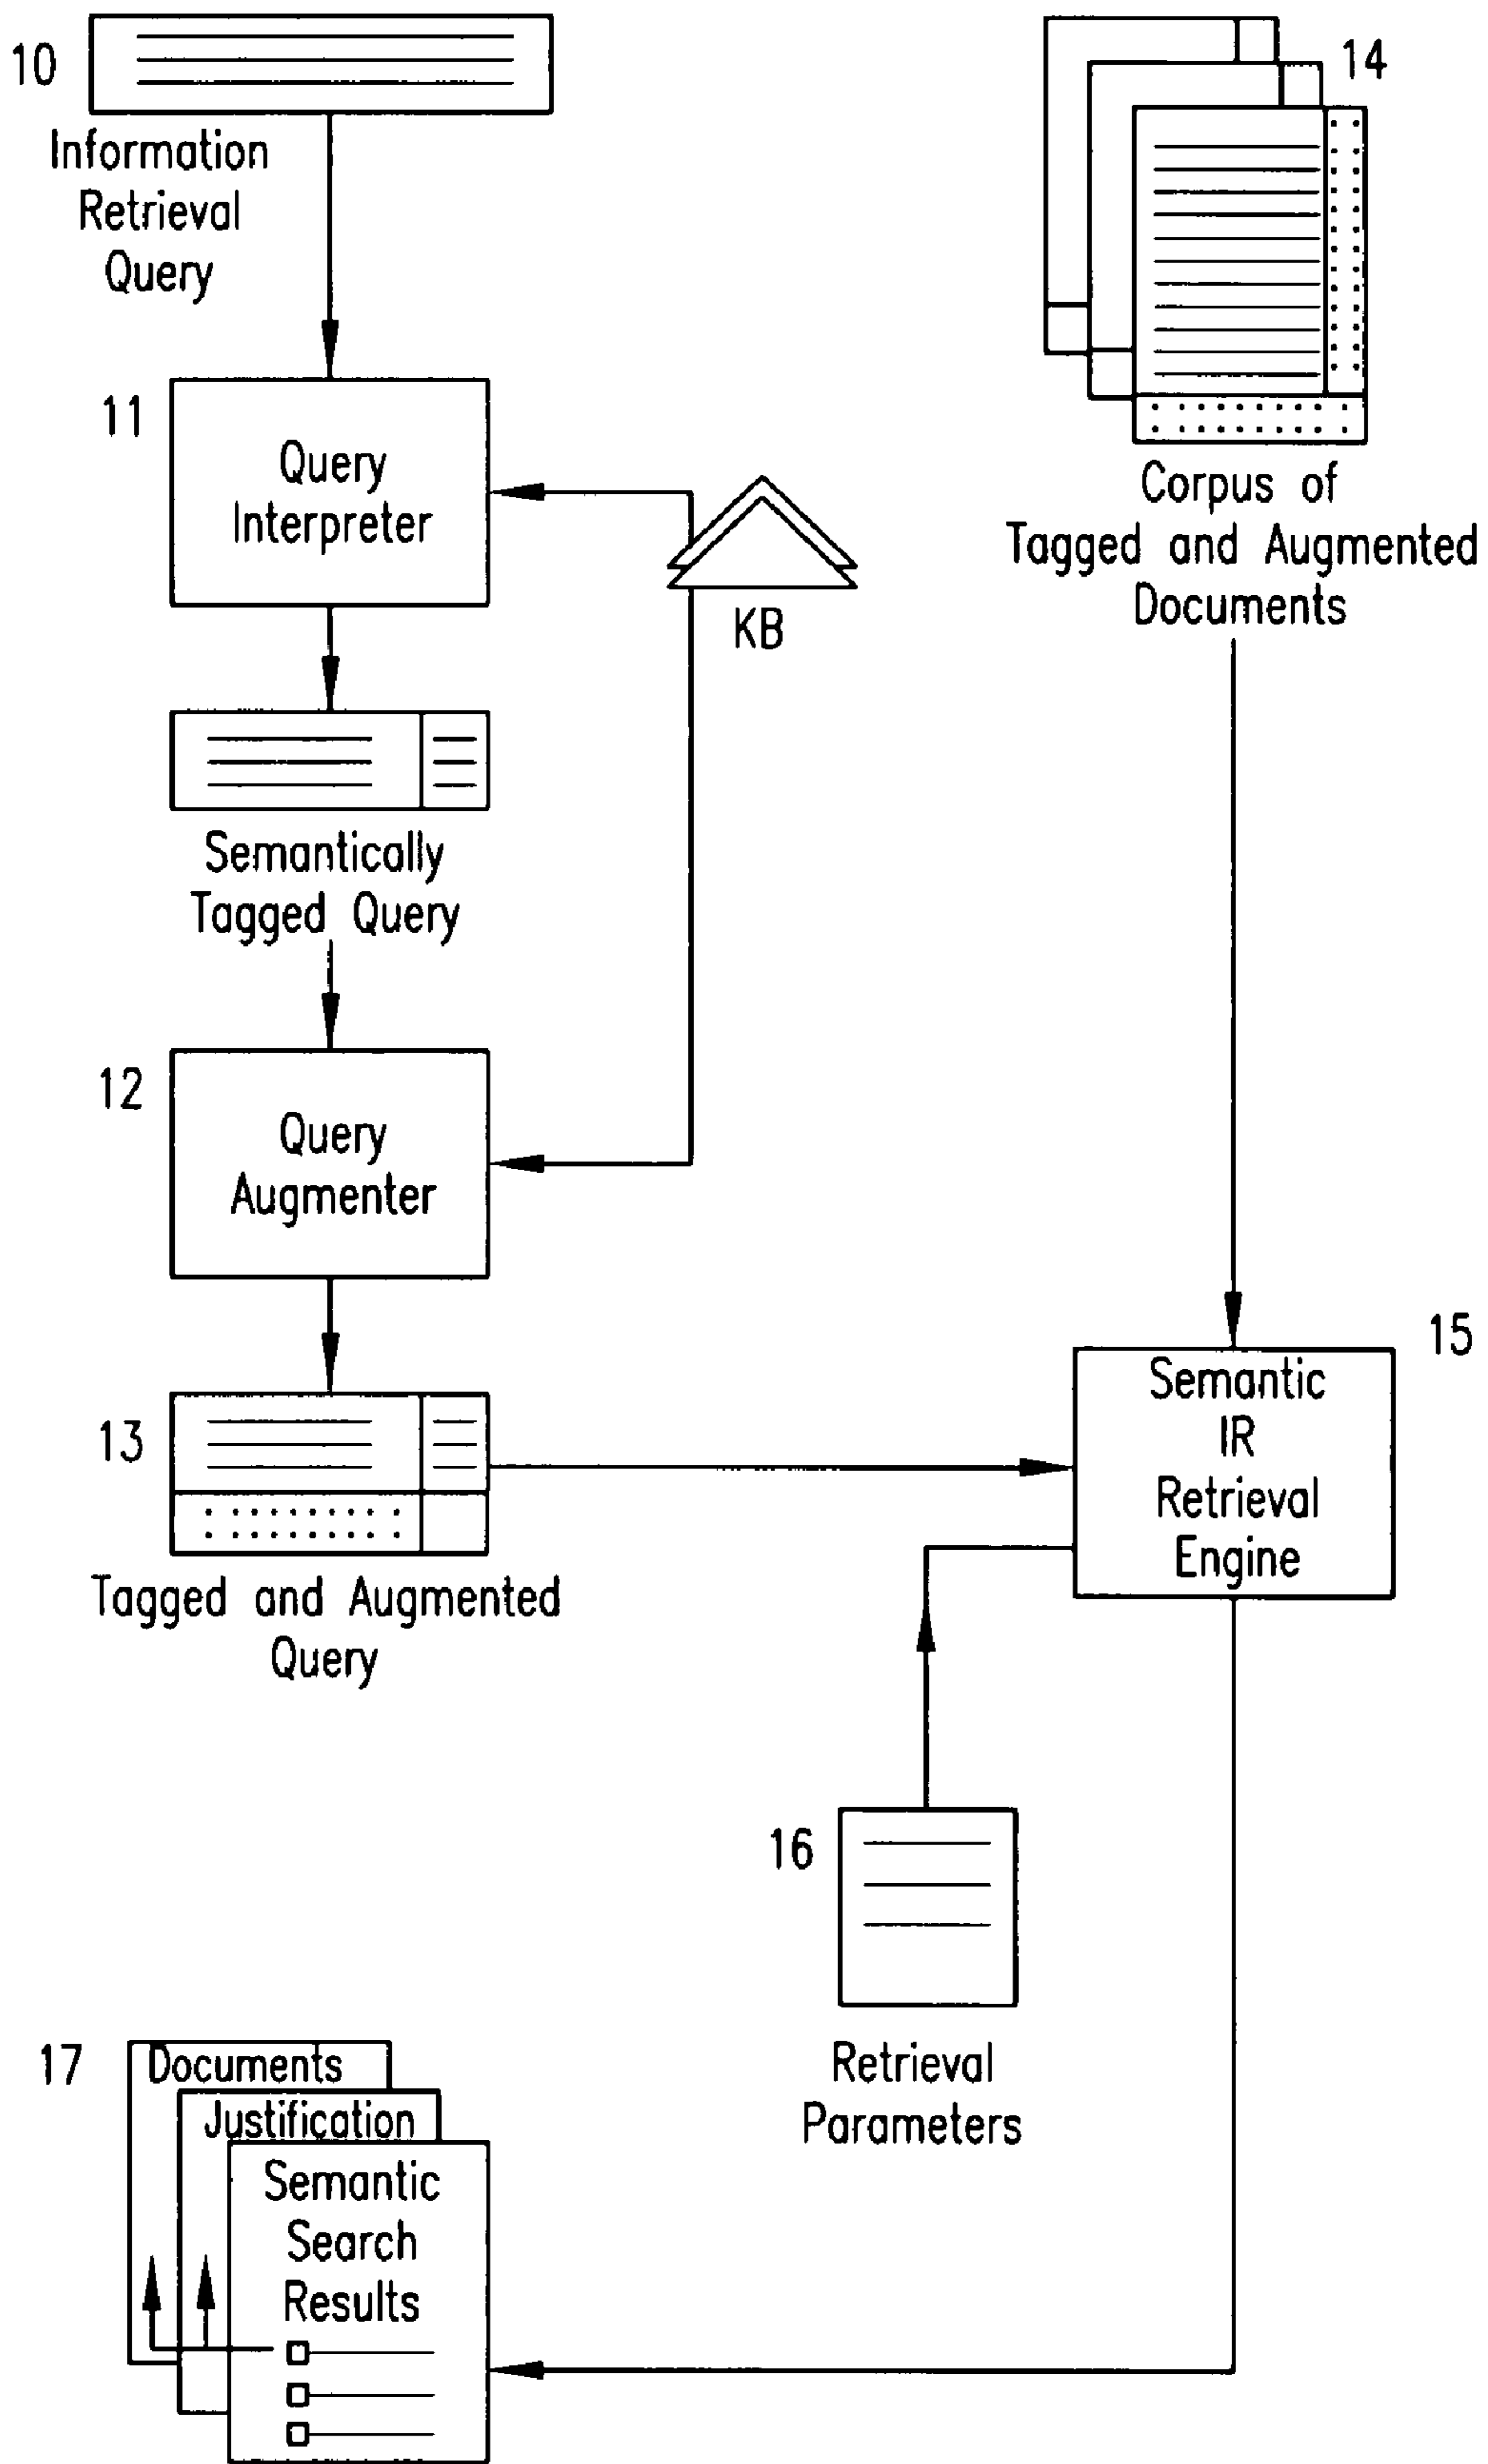 10
Information
Retrieval
Query
14
Corpus of
Tagged and Augmented
Documents
11
Query
Interpreter
KB
Semantically
Tagged Query
12
Query
Augmenter
13
Tagged and Augmented
Query
15
Semantic
IR
Retrieval
Engine
16
Retrieval
Parameters
17
Documents
Justification
Semantic
Search
Results